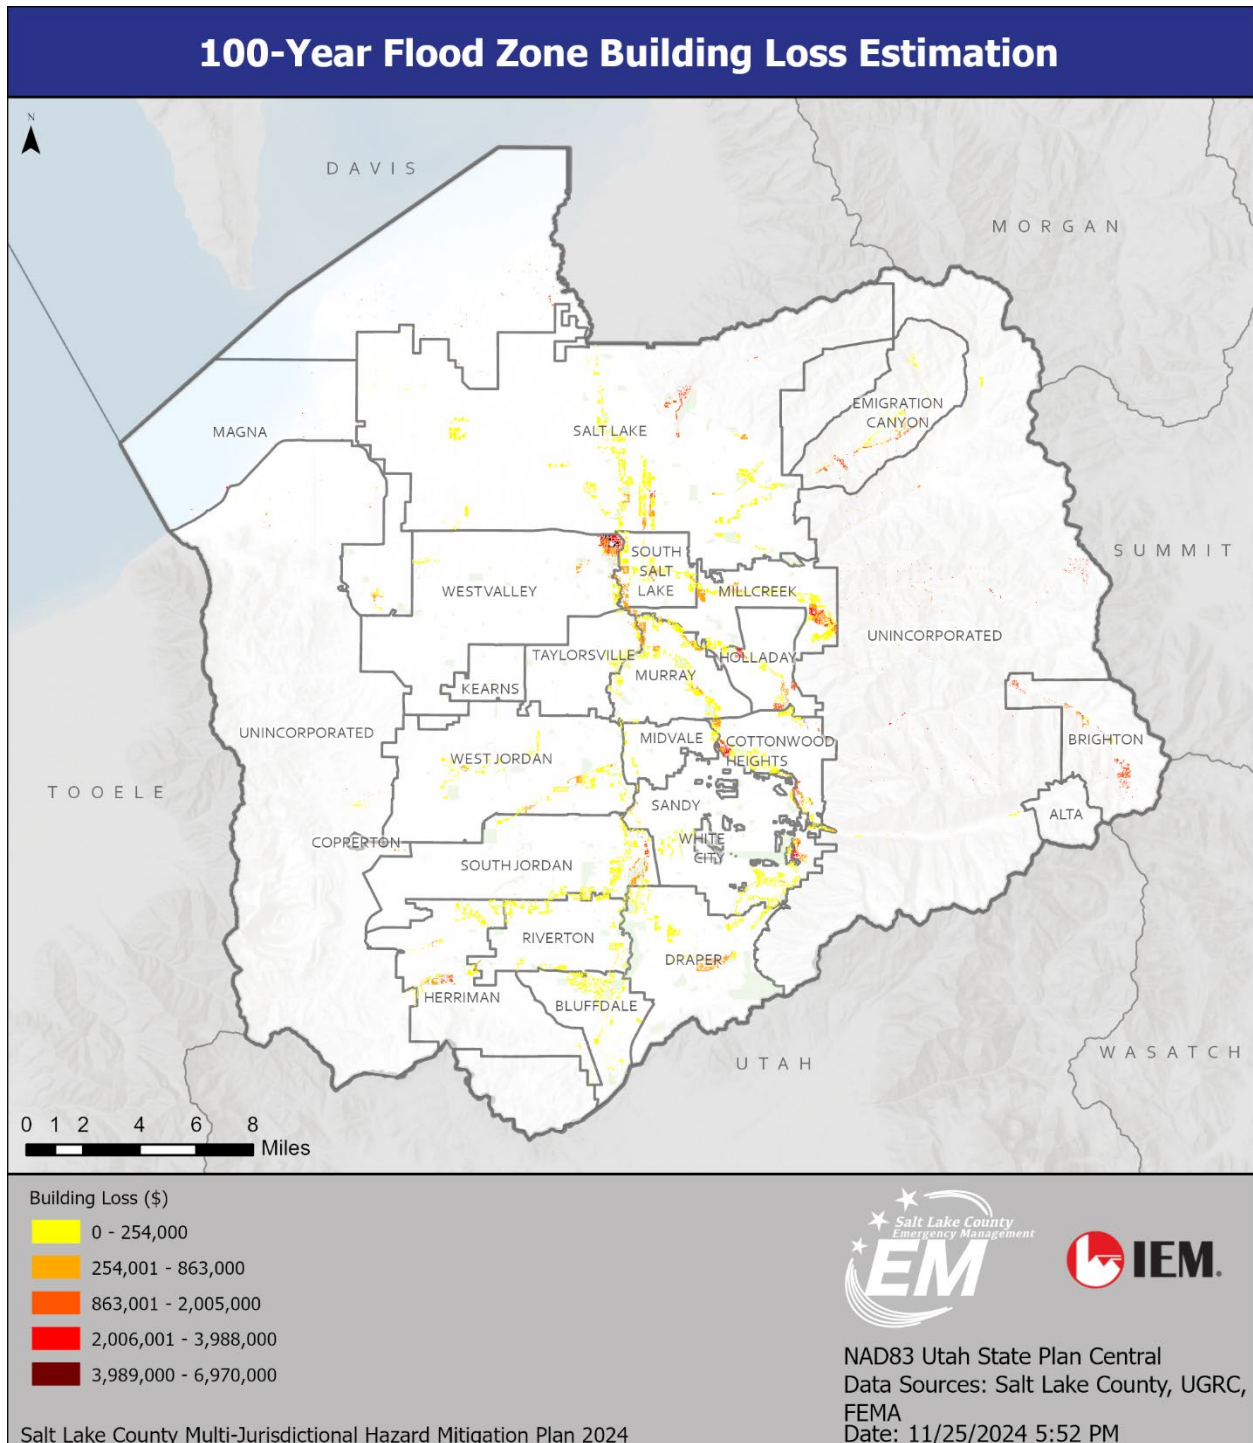 100-Year Flood Zone Building Loss Estimation
N
DAVIS
MORGAN
EMIGRATION
CANYON
MAGNA
SALT LAKE
SUMMIT
SOUTH
SALT
LAKE
WEST VALLEY
MILLCREEK
UNINCORPORATED
TAYLORSVILLE
HOLLADAY
MURRAY
KEARNS
UNINCORPORATED
MIDVALE
COTTONWOOD
HEIGHTS
BRIGHTON
WEST JORDAN
TOOELE
SANDY
ALTA
COPPERTON
WHITE
CITY
SOUTH JORDAN
RIVERTON
DRAPER
HERRIMAN
BLUFFDALE
UTAH
WASATCH
0 1 2 4 6 8
Miles
Building Loss ($)
0 - 254,000
254,001 - 863,000
863,001 - 2,005,000
2,006,001 - 3,988,000
3,989,000 - 6,970,000
Salt Lake County
Emergency Management
EM
IEM.
NAD83 Utah State Plan Central
Data Sources: Salt Lake County, UGRC,
FEMA
Date: 11/25/2024 5:52 PM
Salt Lake County Multi-Jurisdictional Hazard Mitigation Plan 2024